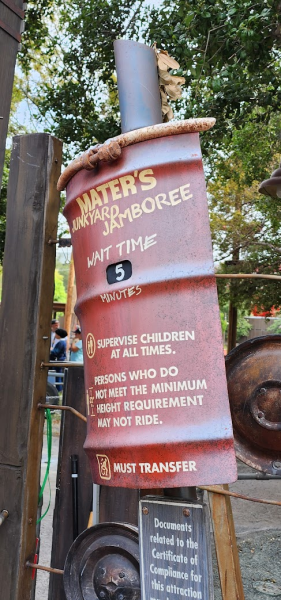 MATER'S
JUNKYARD
JAMBOREE
WAIT TIME
5
MINUTES
SUPERVISE CHILDREN
AT ALL TIMES.
PERSONS WHO DO
NOT MEET THE MINIMUM
HEIGHT REQUIREMENT
MAY NOT RIDE.
MUST TRANSFER
Documents
related to the
Certificate of
Compliance for
this attraction